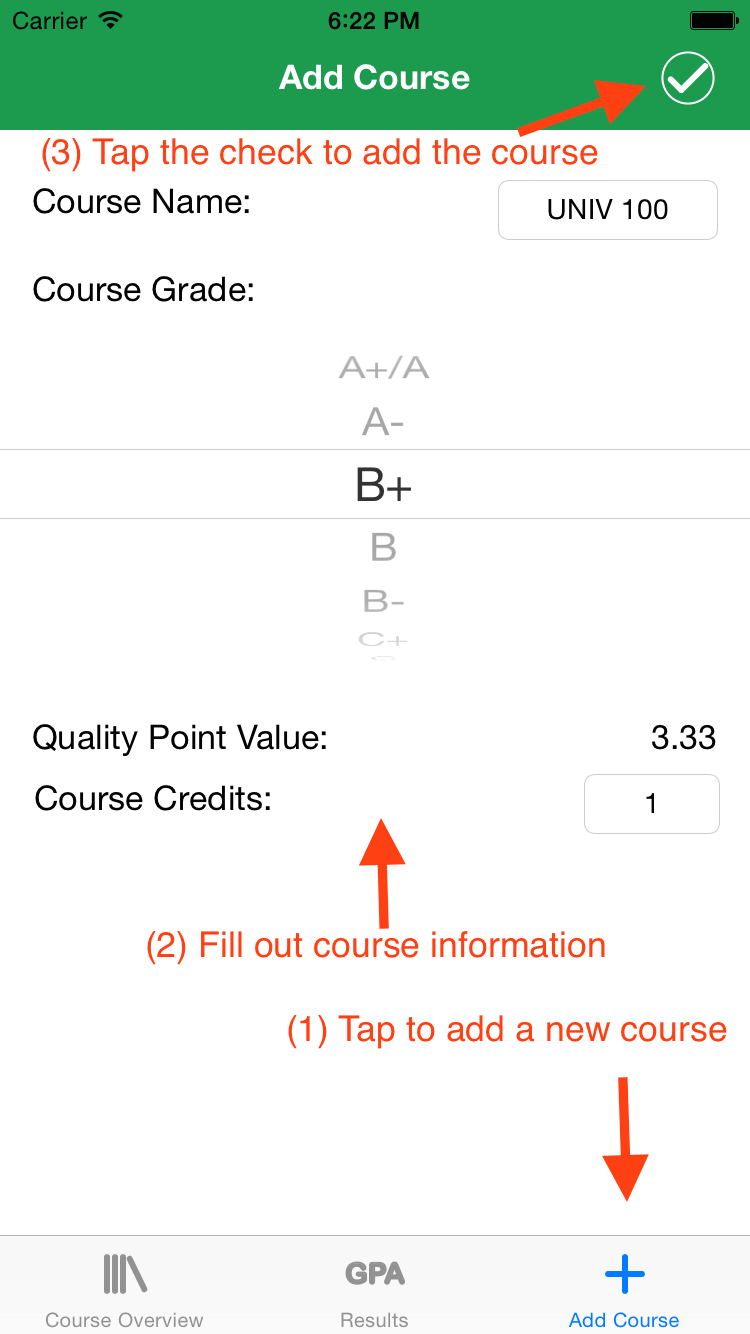 Carrier 6:22 PM
Add Course
(3) Tap the check to add the course
Course Name: UNIV 100
Course Grade:
A+/A
A-
B+
B
B-
C+
Quality Point Value: 3.33
Course Credits: 1
(2) Fill out course information
(1) Tap to add a new course
GPA
Course Overview Results Add Course